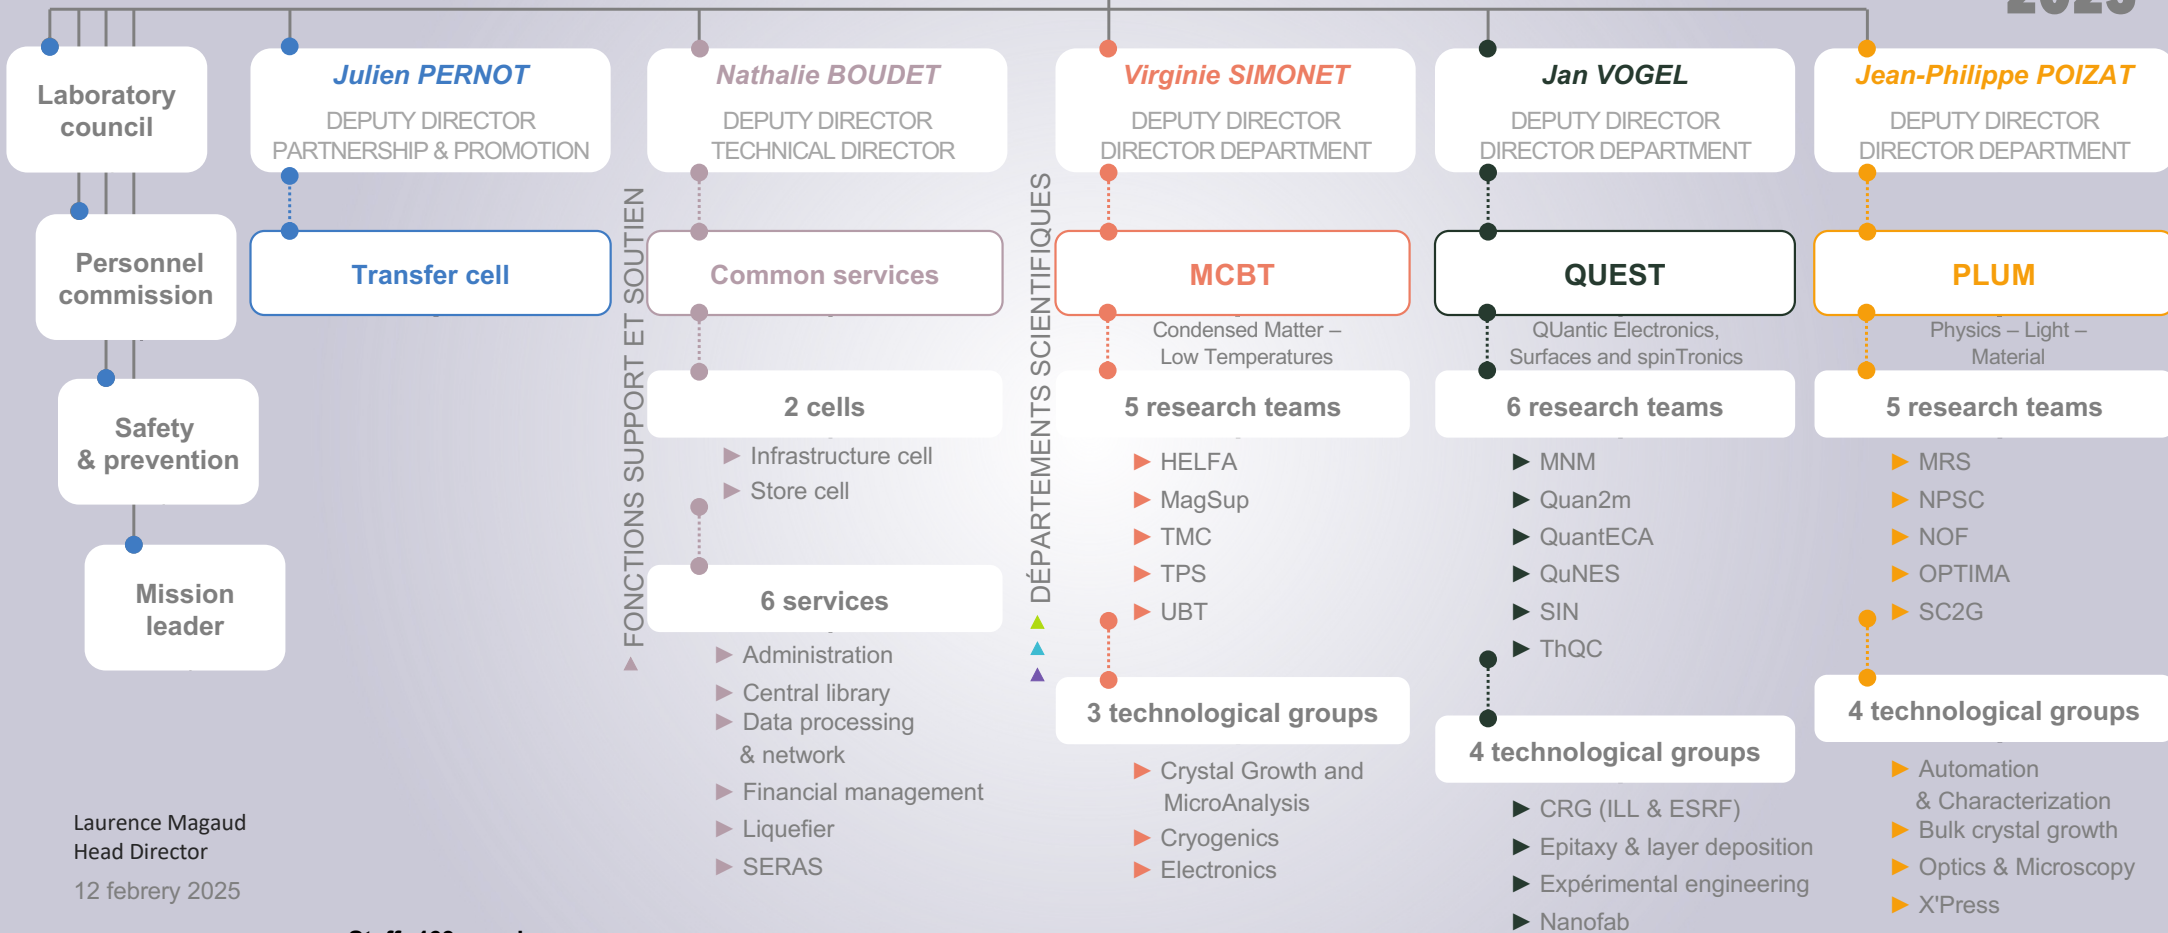 2025
Laboratory
council
Personnel
commission
Safety
& prevention
Mission
leader
Laurence Magaud
Head Director
12 febrery 2025
Julien PERNOT
DEPUTY DIRECTOR
PARTNERSHIP & PROMOTION
Transfer cell
► FONCTIONS SUPPORT ET SOUTIEN
Nathalie BOUDET
DEPUTY DIRECTOR
TECHNICAL DIRECTOR
Common services
2 cells
► Infrastructure cell
► Store cell
6 services
► Administration
► Central library
► Data processing
& network
► Financial management
► Liquefier
► SERAS
►►► DÉPARTEMENTS SCIENTIFIQUES
Virginie SIMONET
DEPUTY DIRECTOR
DIRECTOR DEPARTMENT
MCBT
Condensed Matter –
Low Temperatures
5 research teams
► HELFA
► MagSup
► TMC
► TPS
► UBT
3 technological groups
► Crystal Growth and
MicroAnalysis
► Cryogenics
► Electronics
Jan VOGEL
DEPUTY DIRECTOR
DIRECTOR DEPARTMENT
QUEST
QUantic Electronics,
Surfaces and spinTronics
6 research teams
► MNM
► Quan2m
► QuantECA
► QuNES
► SIN
► ThQC
4 technological groups
► CRG (ILL & ESRF)
► Epitaxy & layer deposition
► Expérimental engineering
► Nanofab
Jean-Philippe POIZAT
DEPUTY DIRECTOR
DIRECTOR DEPARTMENT
PLUM
Physics – Light –
Material
5 research teams
► MRS
► NPSC
► NOF
► OPTIMA
► SC2G
4 technological groups
► Automation
& Characterization
► Bulk crystal growth
► Optics & Microscopy
► X'Press